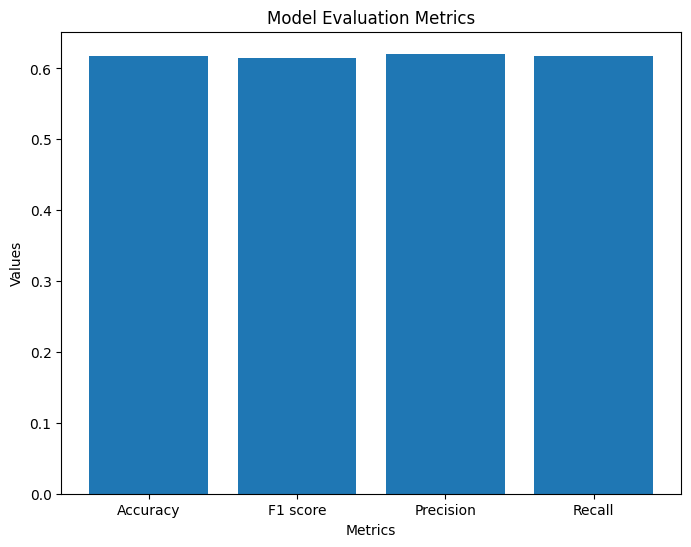 Model Evaluation Metrics
Values
0.6
0.5
0.4
0.3
0.2
0.1
0.0
Accuracy F1 score Precision Recall
Metrics